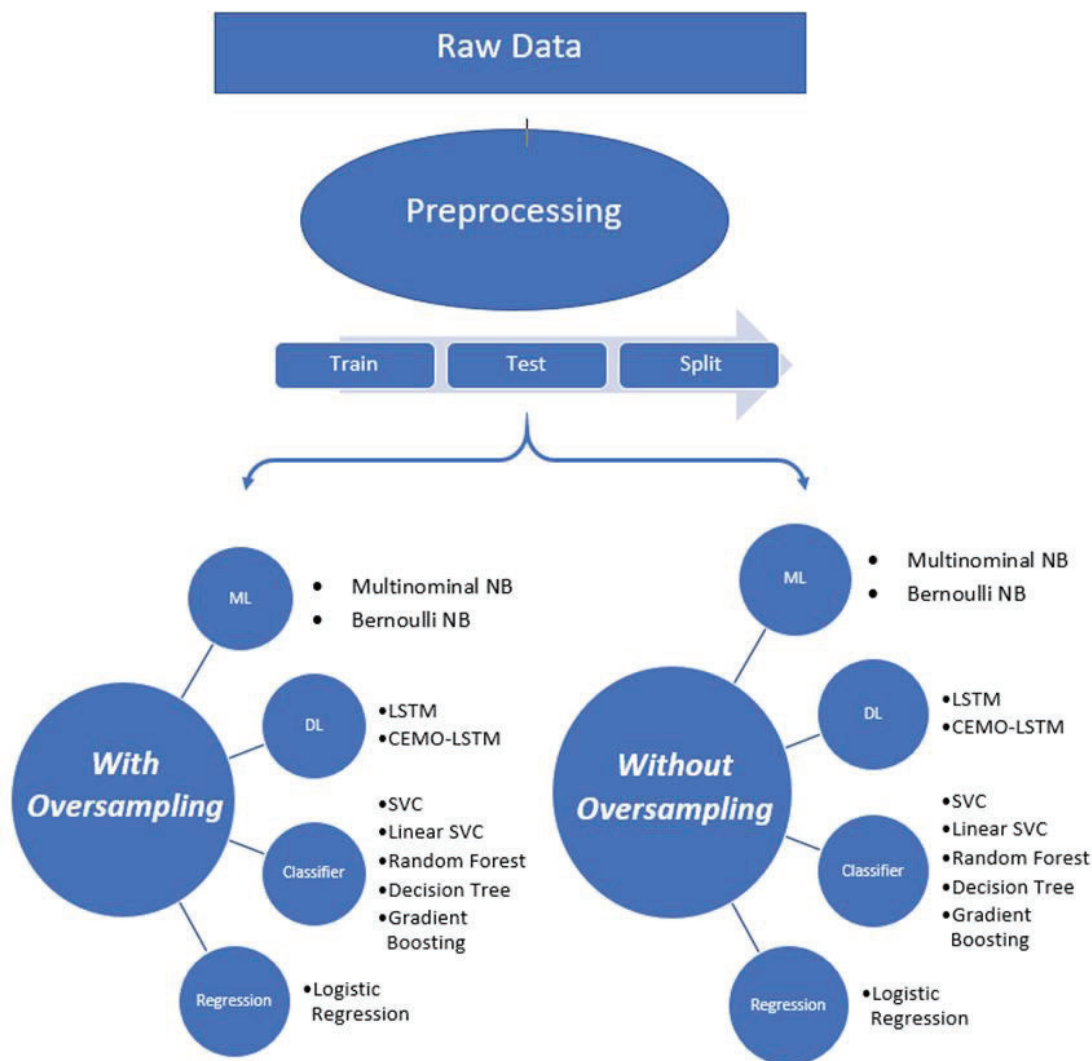 Raw Data
Preprocessing
Train
Test
Split
ML
• Multinominal NB
• Bernoulli NB
DL
•LSTM
•CEMO-LSTM
With
Oversampling
Classifier
•SVC
•Linear SVC
•Random Forest
•Decision Tree
•Gradient
Boosting
Regression
•Logistic
Regression
ML
• Multinominal NB
• Bernoulli NB
DL
•LSTM
•CEMO-LSTM
Without
Oversampling
Classifier
•SVC
•Linear SVC
•Random Forest
•Decision Tree
•Gradient
Boosting
Regression
•Logistic
Regression